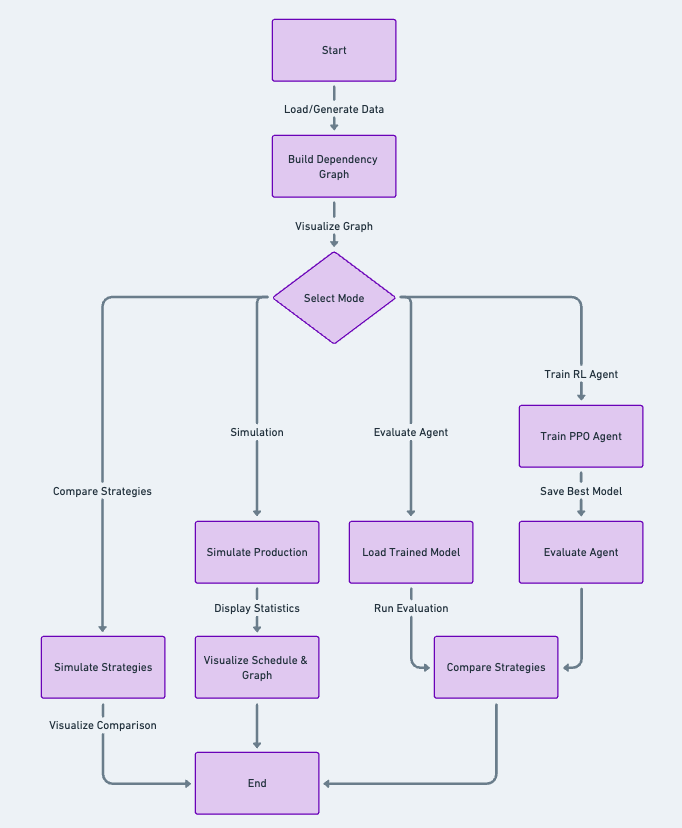 Start
Load/Generate Data
Build Dependency
Graph
Visualize Graph
Select Mode
Train RL Agent
Simulation
Evaluate Agent
Train PPO Agent
Compare Strategies
Save Best Model
Simulate Production
Load Trained Model
Evaluate Agent
Display Statistics
Run Evaluation
Simulate Strategies
Visualize Schedule &
Graph
Compare Strategies
Visualize Comparison
End